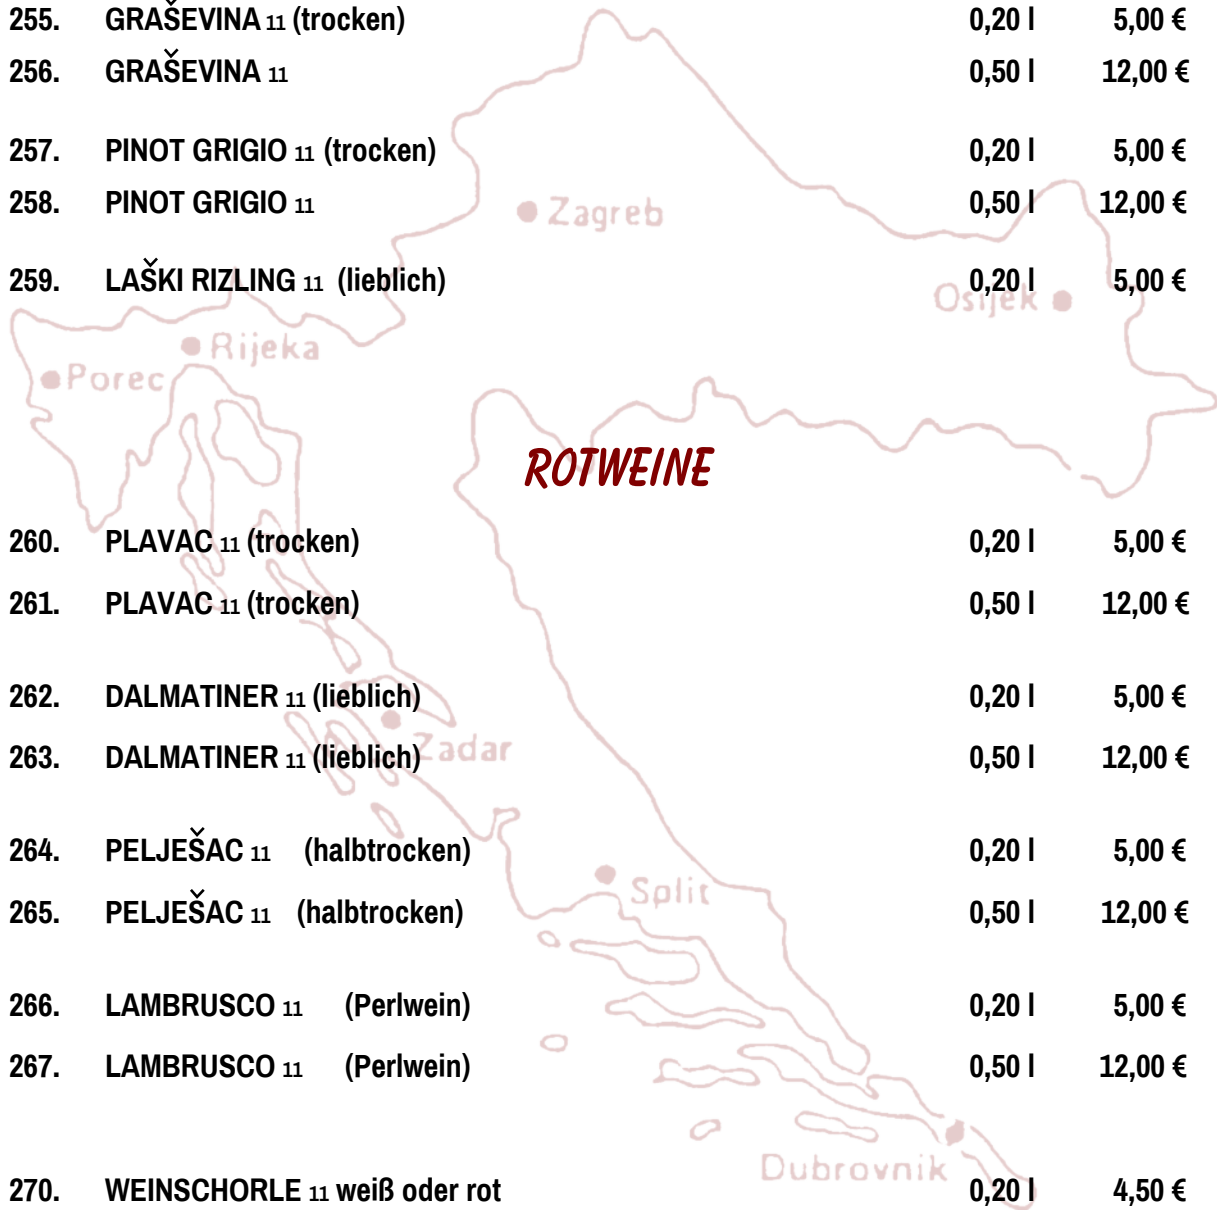 255. GRAŠEVINA 11 (trocken) 0,20 l 5,00 €
256. GRAŠEVINA 11 0,50 l 12,00 €
257. PINOT GRIGIO 11 (trocken) 0,20 l 5,00 €
258. PINOT GRIGIO 11 0,50 l 12,00 €
Zagreb
259. LAŠKI RIZLING 11 (lieblich) 0,20 l 5,00 €
Osijek
Rijeka
Porec
ROTWEINE
260. PLAVAC 11 (trocken) 0,20 l 5,00 €
261. PLAVAC 11 (trocken) 0,50 l 12,00 €
262. DALMATINER 11 (lieblich) 0,20 l 5,00 €
Zadar
263. DALMATINER 11 (lieblich) 0,50 l 12,00 €
264. PELJEŠAC 11 (halbtrocken) 0,20 l 5,00 €
Split
265. PELJEŠAC 11 (halbtrocken) 0,50 l 12,00 €
266. LAMBRUSCO 11 (Perlwein) 0,20 l 5,00 €
267. LAMBRUSCO 11 (Perlwein) 0,50 l 12,00 €
Dubrovnik
270. WEINSCHORLE 11 weiß oder rot 0,20 l 4,50 €